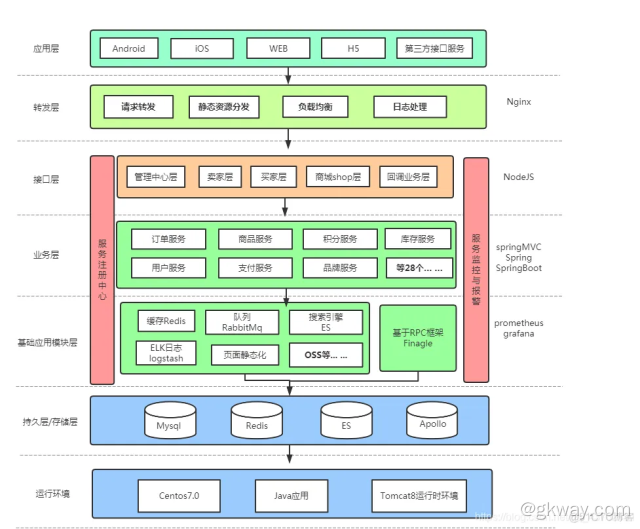 应用层
Android
iOS
WEB
H5
第三方接口服务
转发层
请求转发
静态资源分发
负载均衡
日志处理
Nginx
接口层
管理中心层
卖家层
买家层
商城shop层
回调业务层
NodeJS
服务注册中心
服务监控与报警
业务层
订单服务
商品服务
积分服务
库存服务
用户服务
支付服务
品牌服务
等28个... ...
springMVC
Spring
SpringBoot
基础应用模块层
缓存Redis
队列
RabbitMq
搜索引擎
ES
ELK日志
logstash
页面静态化
OSS等... ...
基于RPC框架
Finagle
prometheus
grafana
持久层/存储层
Mysql
Redis
ES
Apollo
运行环境
Centos7.0
Java应用
Tomcat8运行时环境
@gkway.com